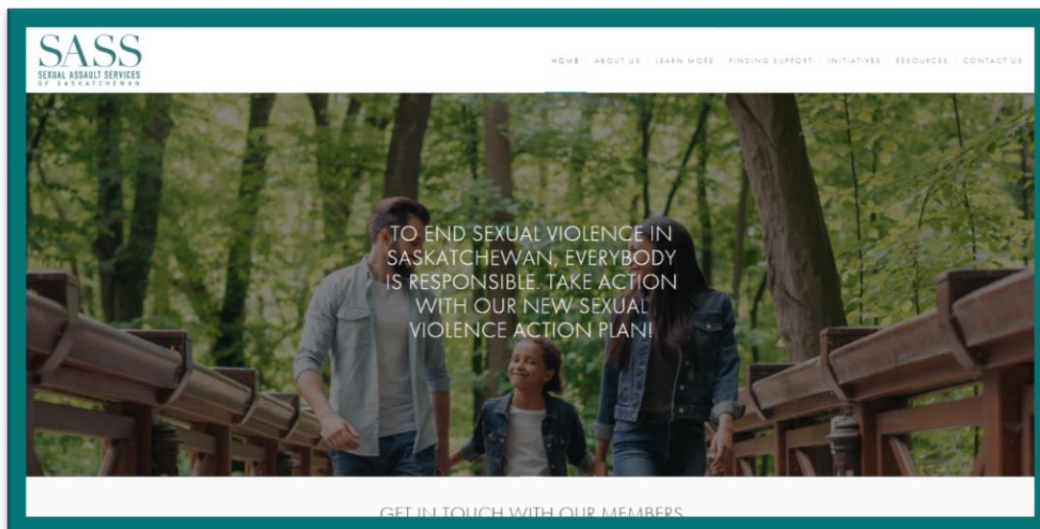 SASS
SEXUAL ASSAULT SERVICES
OF SASKATCHEWAN
HOME ABOUT US LEARN MORE FINDING SUPPORT INITIATIVES RESOURCES CONTACT US
TO END SEXUAL VIOLENCE IN
SASKATCHEWAN, EVERYBODY
IS RESPONSIBLE. TAKE ACTION
WITH OUR NEW SEXUAL
VIOLENCE ACTION PLAN!
GET IN TOUCH WITH OUR MEMBERS